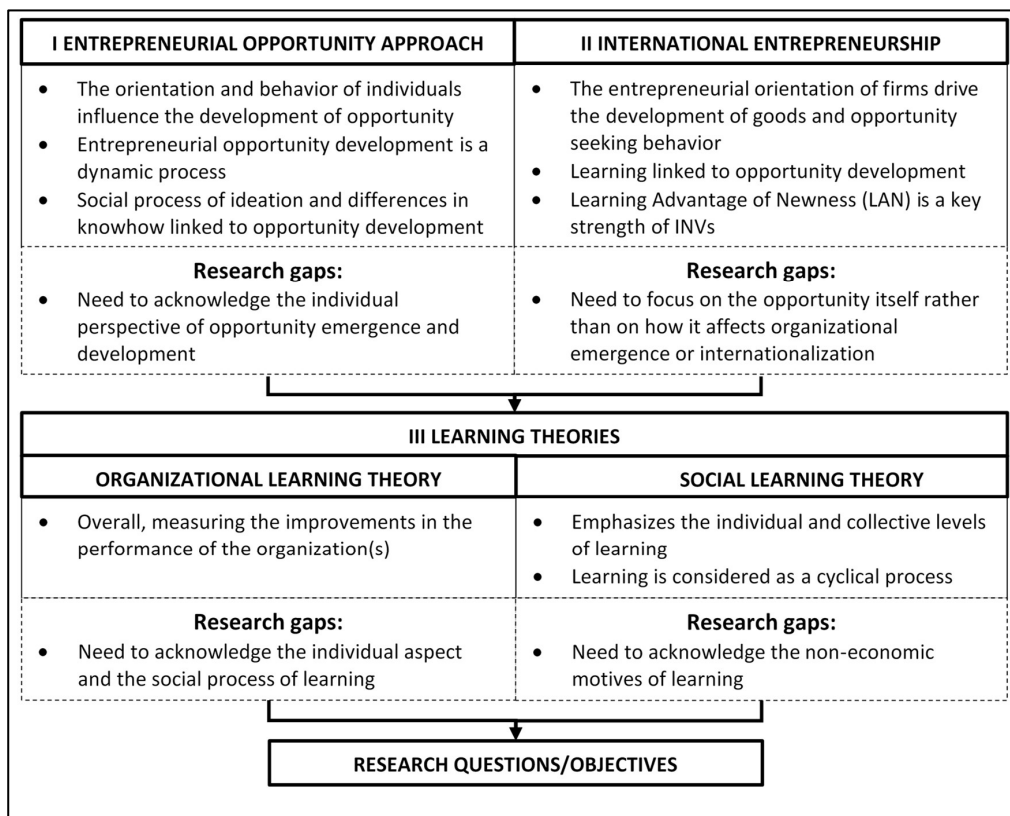 I ENTREPRENEURIAL OPPORTUNITY APPROACH
• The orientation and behavior of individuals
influence the development of opportunity
• Entrepreneurial opportunity development is a
dynamic process
• Social process of ideation and differences in
knowhow linked to opportunity development
Research gaps:
• Need to acknowledge the individual
perspective of opportunity emergence and
development
II INTERNATIONAL ENTREPRENEURSHIP
• The entrepreneurial orientation of firms drive
the development of goods and opportunity
seeking behavior
• Learning linked to opportunity development
• Learning Advantage of Newness (LAN) is a key
strength of INVs
Research gaps:
• Need to focus on the opportunity itself rather
than on how it affects organizational
emergence or internationalization
III LEARNING THEORIES
ORGANIZATIONAL LEARNING THEORY
• Overall, measuring the improvements in the
performance of the organization(s)
Research gaps:
• Need to acknowledge the individual aspect
and the social process of learning
SOCIAL LEARNING THEORY
• Emphasizes the individual and collective levels
of learning
• Learning is considered as a cyclical process
Research gaps:
• Need to acknowledge the non-economic
motives of learning
RESEARCH QUESTIONS/OBJECTIVES